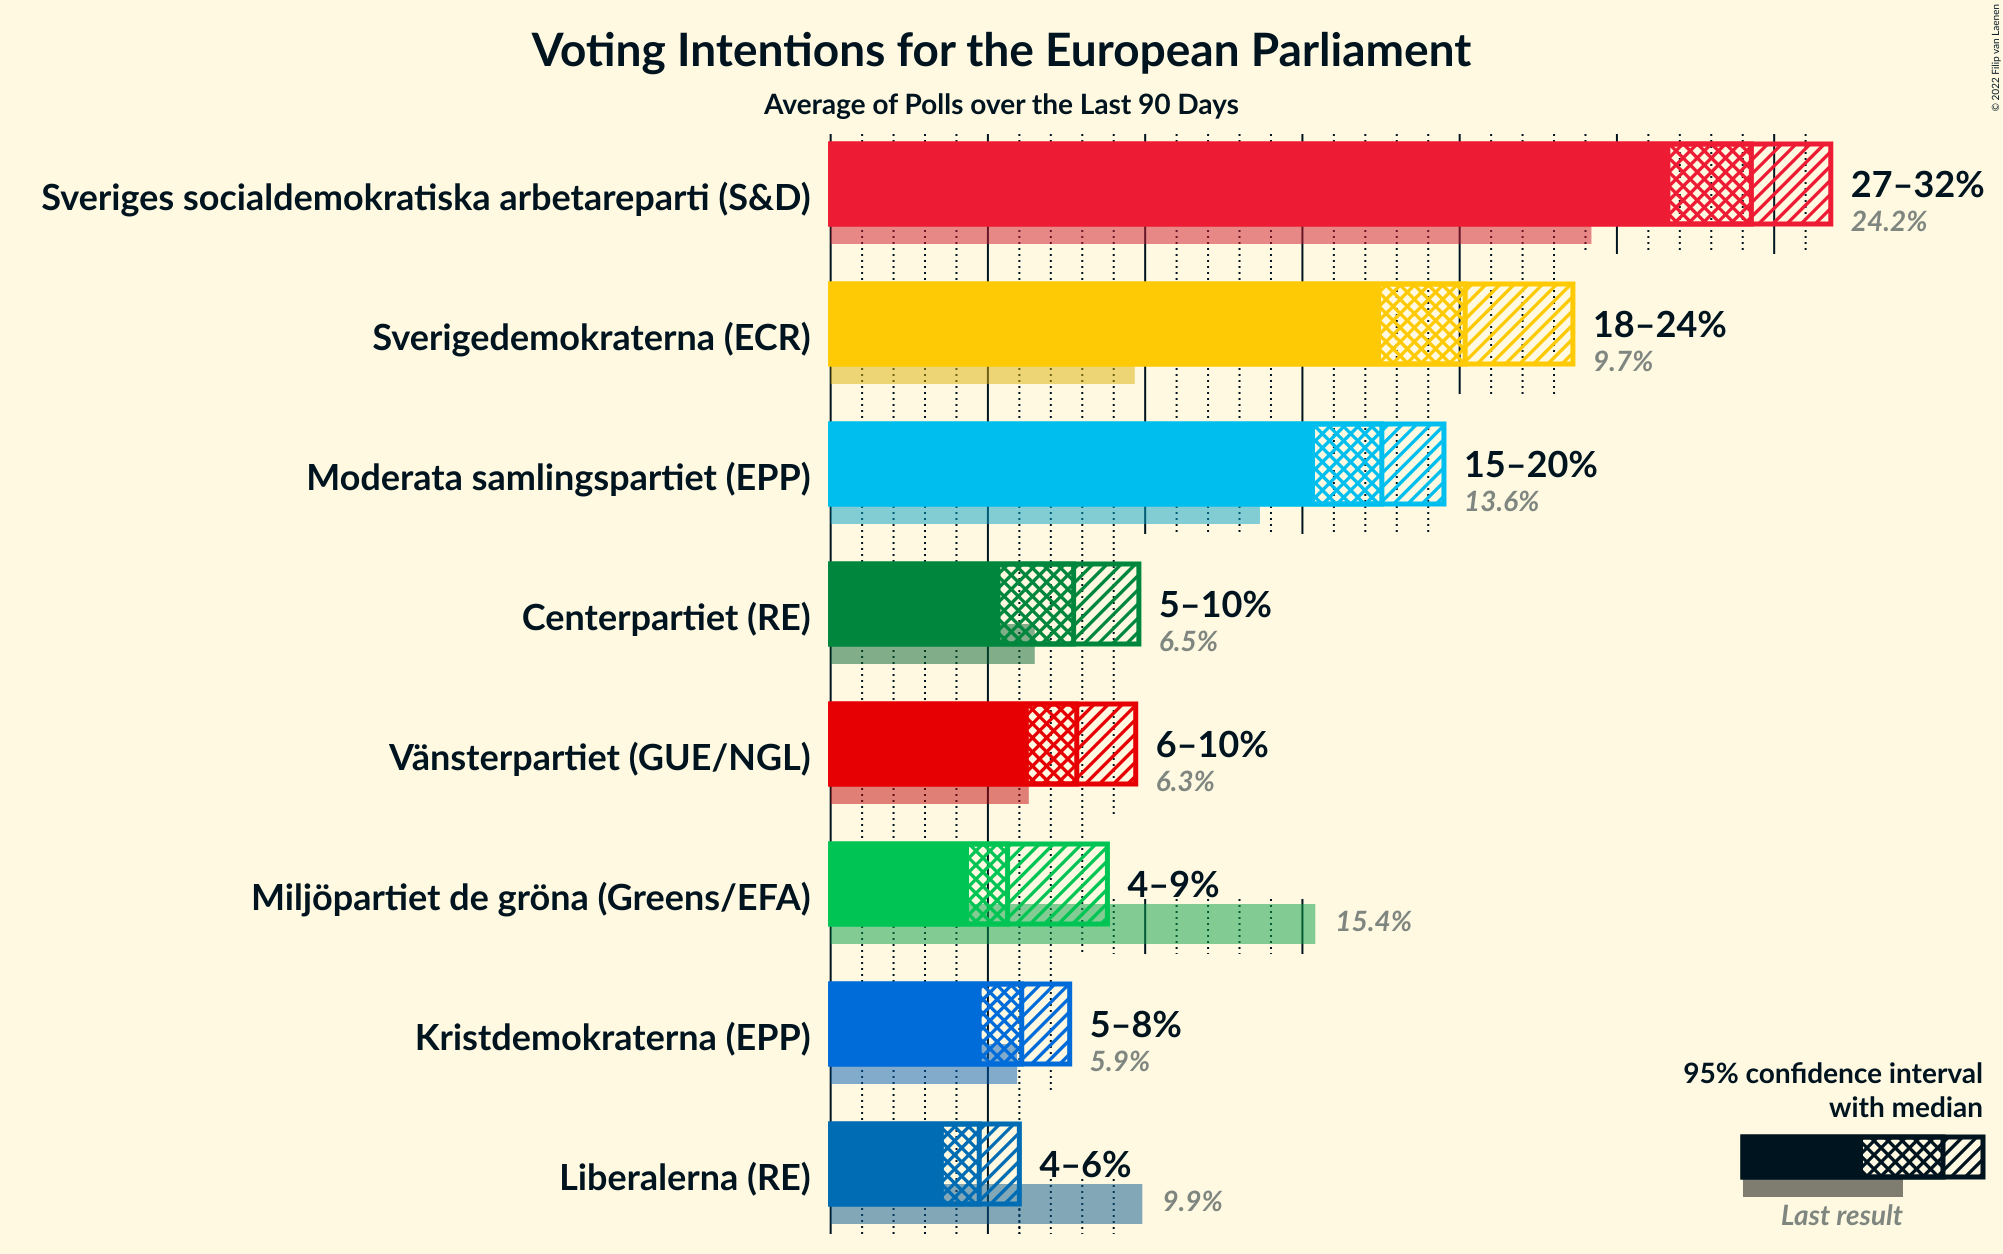 © 2022 Filip van Laenen
Voting Intentions for the European Parliament
Average of Polls over the Last 90 Days
Sveriges socialdemokratiska arbetareparti (S&D)
27–32%
24.2%
Sverigedemokraterna (ECR)
18–24%
9.7%
Moderata samlingspartiet (EPP)
15–20%
13.6%
Centerpartiet (RE)
5–10%
6.5%
Vänsterpartiet (GUE/NGL)
6–10%
6.3%
Miljöpartiet de gröna (Greens/EFA)
4–9%
15.4%
Kristdemokraterna (EPP)
5–8%
5.9%
Liberalerna (RE)
4–6%
9.9%
95% confidence interval
with median
Last result